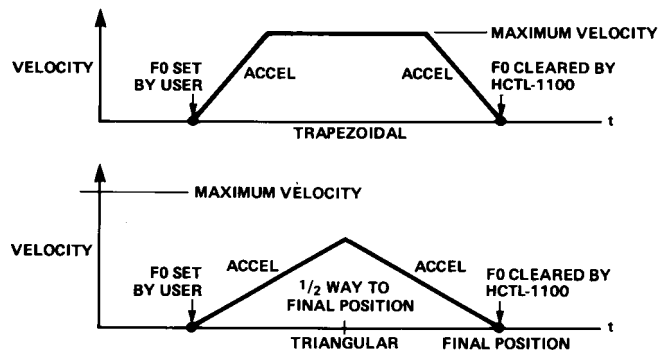 MAXIMUM VELOCITY
VELOCITY
F0 SET
BY USER
ACCEL
ACCEL
F0 CLEARED BY
HCTL-1100
t
TRAPEZOIDAL
MAXIMUM VELOCITY
VELOCITY
F0 SET
BY USER
ACCEL
1/2 WAY TO
FINAL POSITION
ACCEL
F0 CLEARED BY
HCTL-1100
t
TRIANGULAR
FINAL POSITION